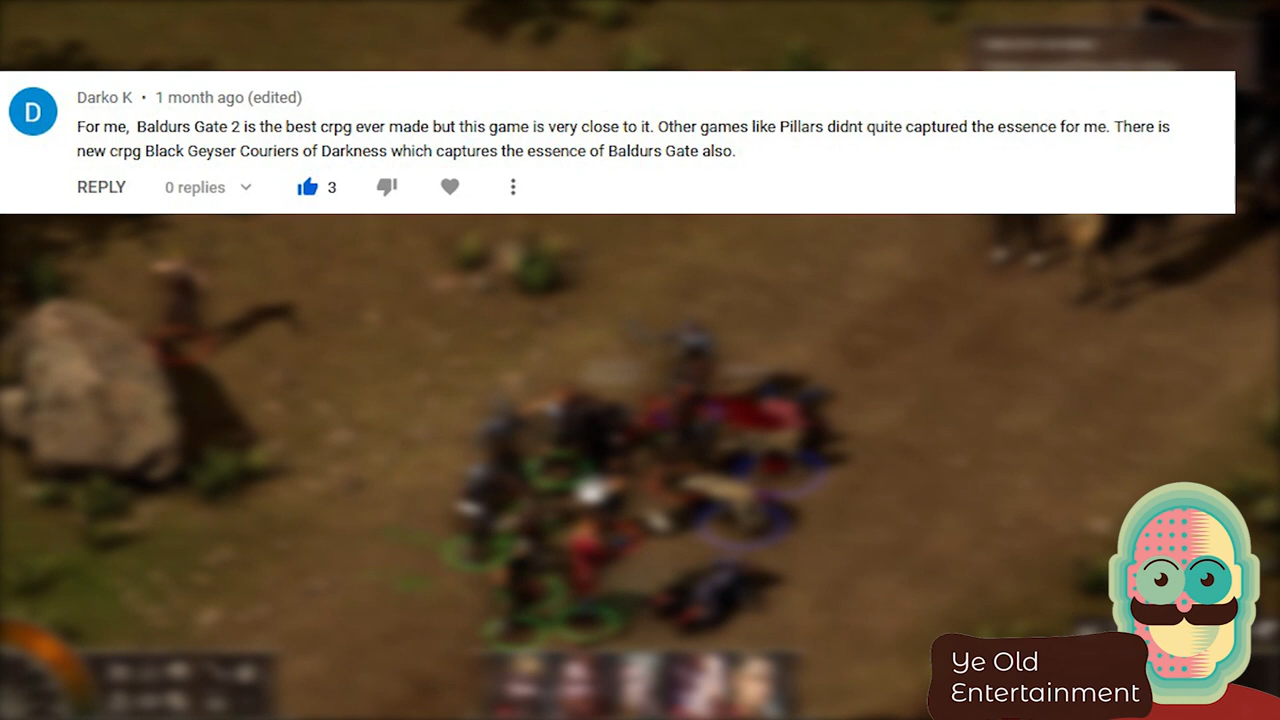 D
Darko K • 1 month ago (edited)
For me, Baldurs Gate 2 is the best crpg ever made but this game is very close to it. Other games like Pillars didnt quite captured the essence for me. There is
new crpg Black Geyser Couriers of Darkness which captures the essence of Baldurs Gate also.
REPLY 0 replies 3
Ye Old
Entertainment